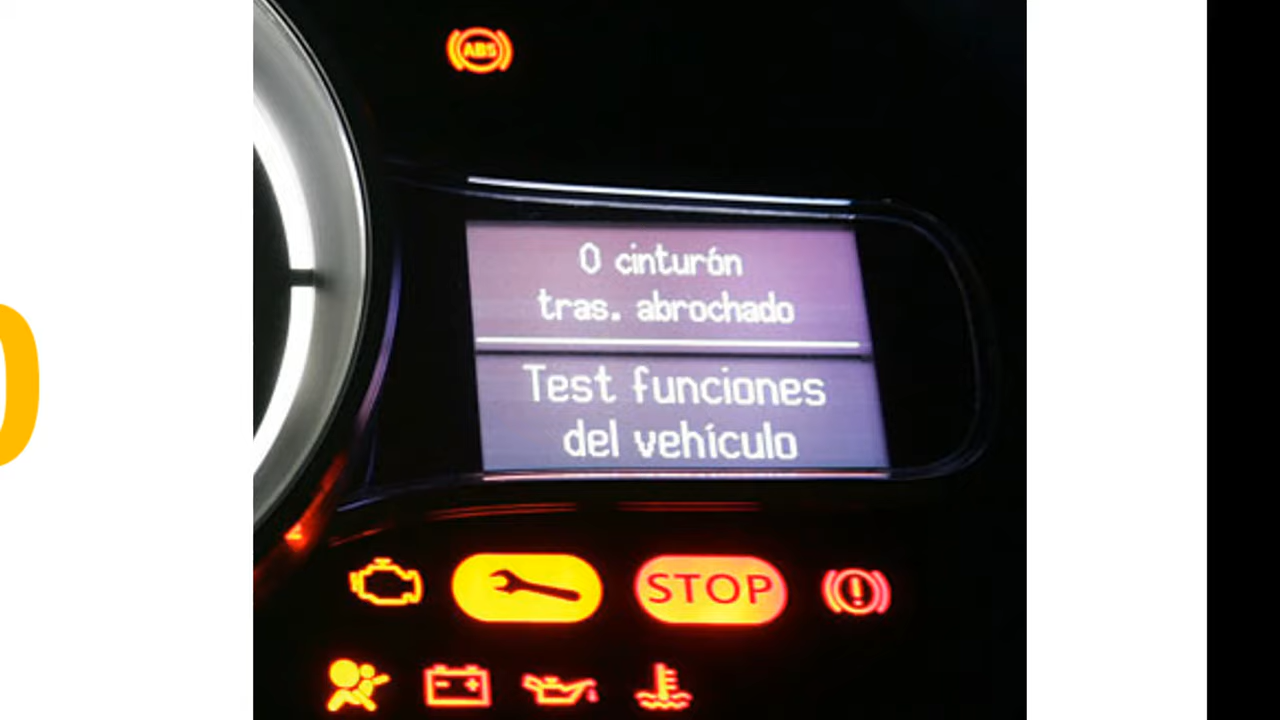 ABS
0 cinturón
tras. abrochado
Test funciones
del vehículo
STOP